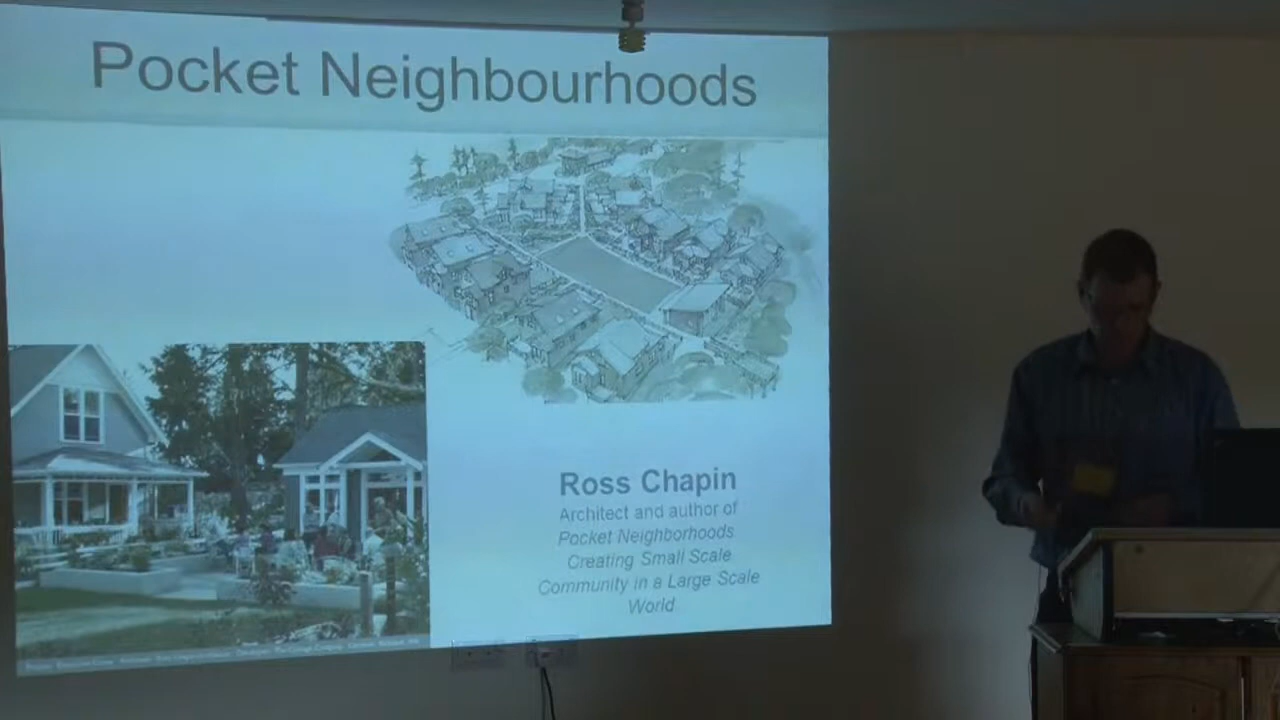 Pocket Neighbourhoods
Ross Chapin
Architect and author of
Pocket Neighborhoods
Creating Small Scale
Community in a Large Scale
World